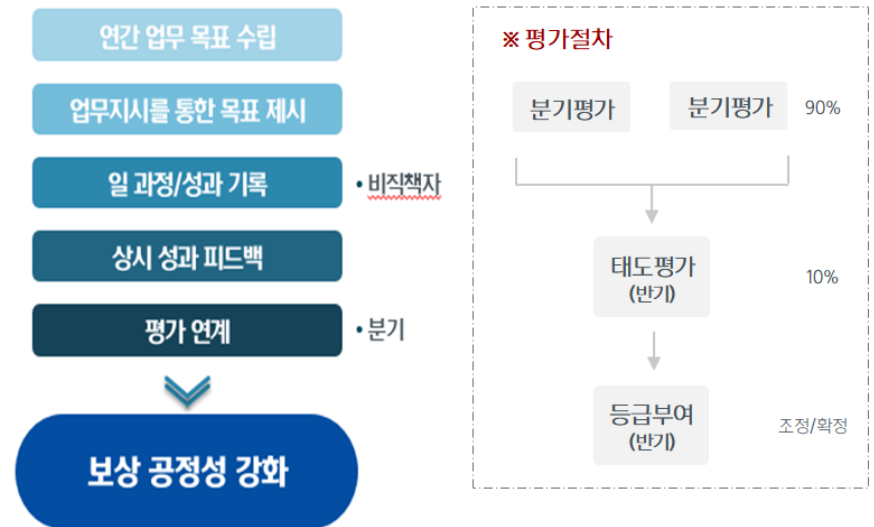 연간 업무 목표 수립
업무지시를 통한 목표 제시
일 과정/성과 기록
• 비직책자
상시 성과 피드백
평가 연계
• 분기
보상 공정성 강화
※ 평가절차
분기평가
분기평가
90%
태도평가
(반기)
10%
등급부여
(반기)
조정/확정